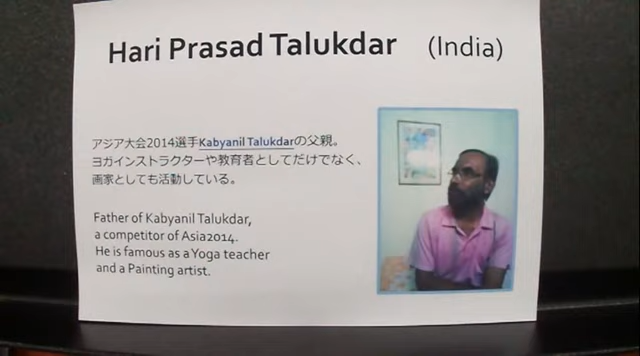 Hari Prasad Talukdar (India)
アジア大会2014選手Kabyanil Talukdarの父親。
ヨガインストラクターや教育者としてだけでなく、
画家としても活動している。
Father of Kabyanil Talukdar,
a competitor of Asia2014.
He is famous as a Yoga teacher
and a Painting artist.